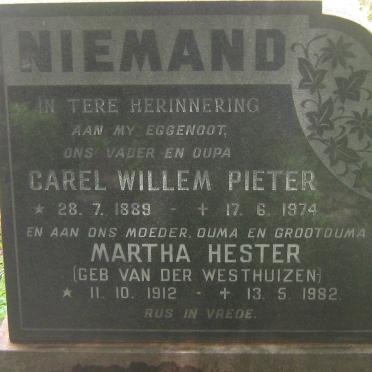 NIEMAND
IN TERE HERINNERING
AAN MY EGGENOOT,
ONS VADER EN OUPA
CAREL WILLEM PIETER
* 28. 7. 1889 - + 17. 6. 1974
EN AAN ONS MOEDER, OUMA EN GROOTOUMA
MARTHA HESTER
(GEB VAN DER WESTHUIZEN)
* 11. 10. 1912 - + 13. 5. 1982.
RUS IN VREDE.